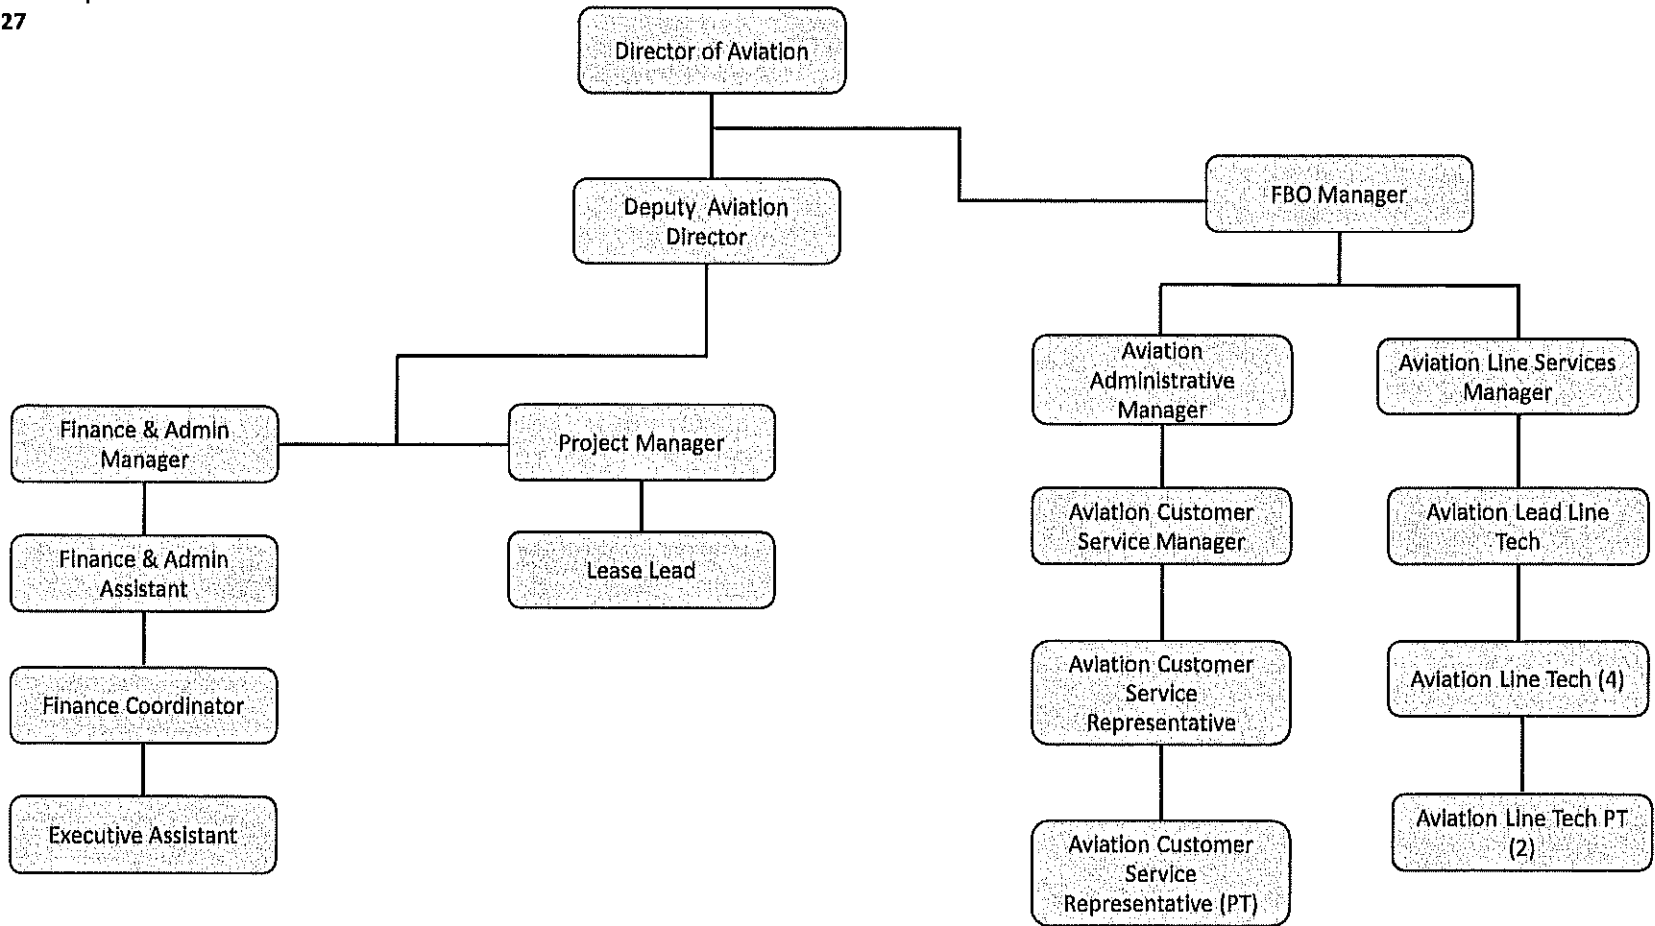 27
Director of Aviation
Deputy Aviation
Director
FBO Manager
Finance & Admin
Manager
Project Manager
Finance & Admin
Assistant
Lease Lead
Finance Coordinator
Executive Assistant
Aviation
Administrative
Manager
Aviation Line Services
Manager
Aviation Customer
Service Manager
Aviation Lead Line
Tech
Aviation Customer
Service
Representative
Aviation Line Tech (4)
Aviation Customer
Service
Representative (PT)
Aviation Line Tech PT
(2)